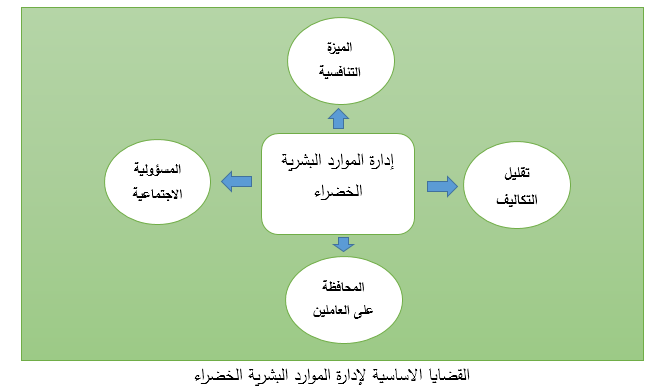 الميزة
التنافسية
إدارة الموارد البشرية
الخضراء
تقليل
التكاليف
المسؤولية
الاجتماعية
المحافظة
على العاملين
القضايا الاساسية لإدارة الموارد البشرية الخضراء